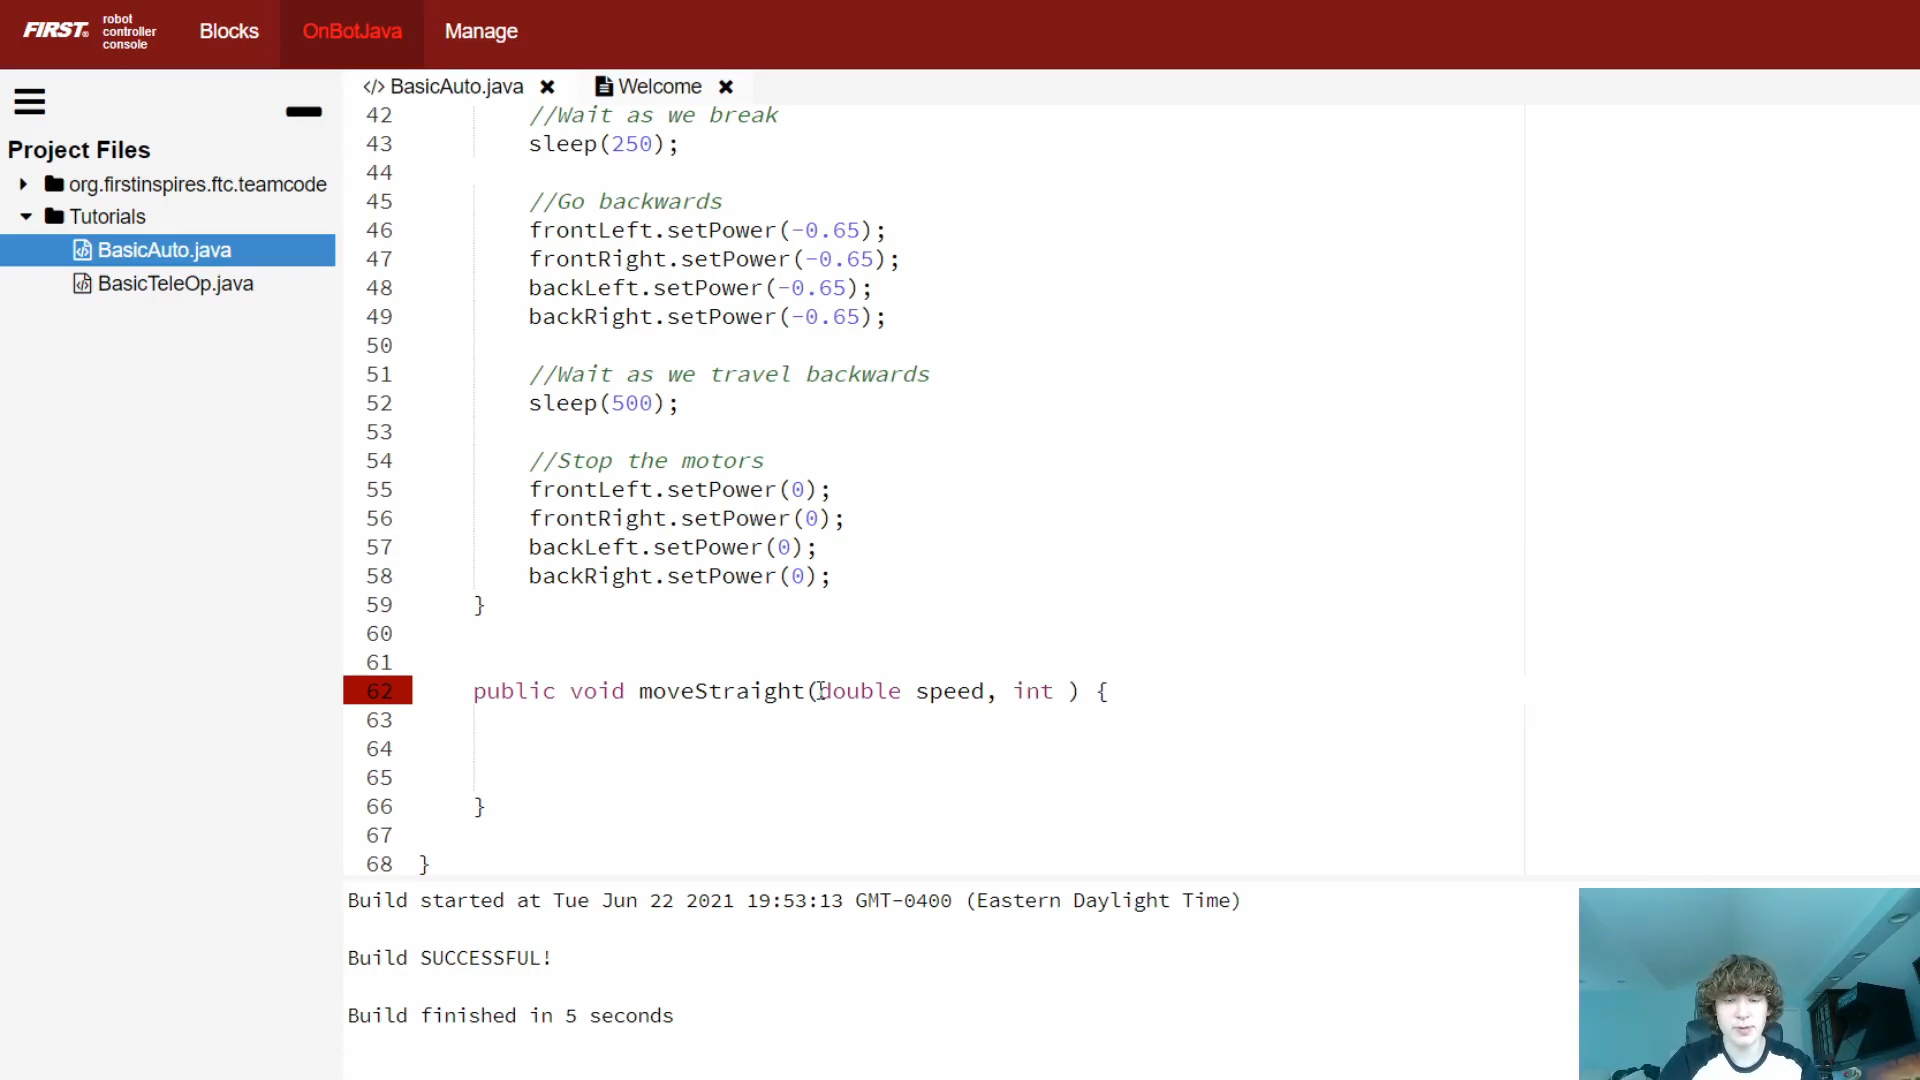 FIRST® robot controller console Blocks OnBotJava Manage
</> BasicAuto.java ✖ Welcome ✖
Project Files
org.firstinspires.ftc.teamcode
Tutorials
BasicAuto.java
BasicTeleOp.java
42 //Wait as we break
43 sleep(250);
44
45 //Go backwards
46 frontLeft.setPower(-0.65);
47 frontRight.setPower(-0.65);
48 backLeft.setPower(-0.65);
49 backRight.setPower(-0.65);
50
51 //Wait as we travel backwards
52 sleep(500);
53
54 //Stop the motors
55 frontLeft.setPower(0);
56 frontRight.setPower(0);
57 backLeft.setPower(0);
58 backRight.setPower(0);
59 }
60
61
62 public void moveStraight(double speed, int ) {
63
64
65
66 }
67
68 }
Build started at Tue Jun 22 2021 19:53:13 GMT-0400 (Eastern Daylight Time)
Build SUCCESSFUL!
Build finished in 5 seconds